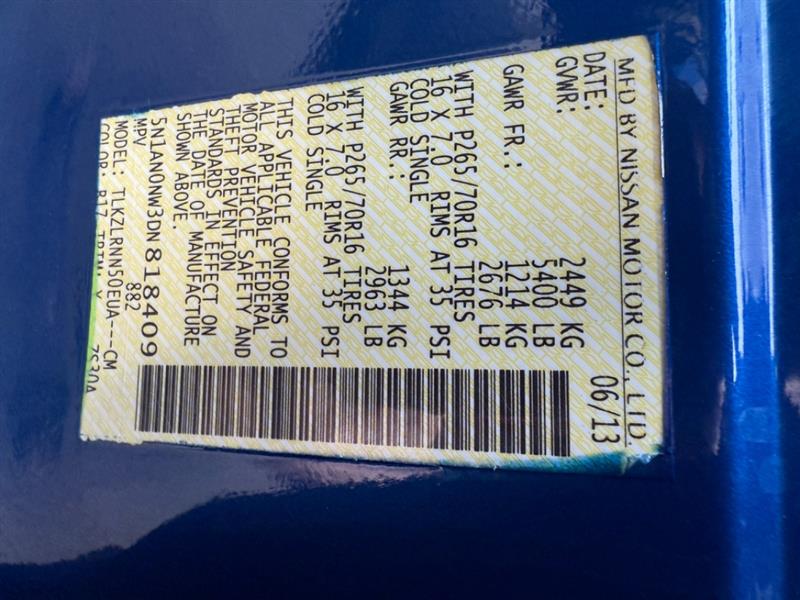 MFD BY NISSAN MOTOR CO., LTD.
DATE: 06/13
GVWR: 2449 KG
5400 LB
GAWR FR.: 1214 KG
2676 LB
WITH P265/70R16 TIRES
16 X 7.0 RIMS AT 35 PSI
COLD SINGLE
GAWR RR.: 1344 KG
2963 LB
WITH P265/70R16 TIRES
16 X 7.0 RIMS AT 35 PSI
COLD SINGLE
THIS VEHICLE CONFORMS TO
ALL APPLICABLE FEDERAL
MOTOR VEHICLE SAFETY AND
THEFT PREVENTION
STANDARDS IN EFFECT ON
THE DATE OF MANUFACTURE
SHOWN ABOVE.
5N1AN0NW3DN818409
MPV 882
MODEL: TLKZLRNN50EUA---CM
COLOR: TRIM: